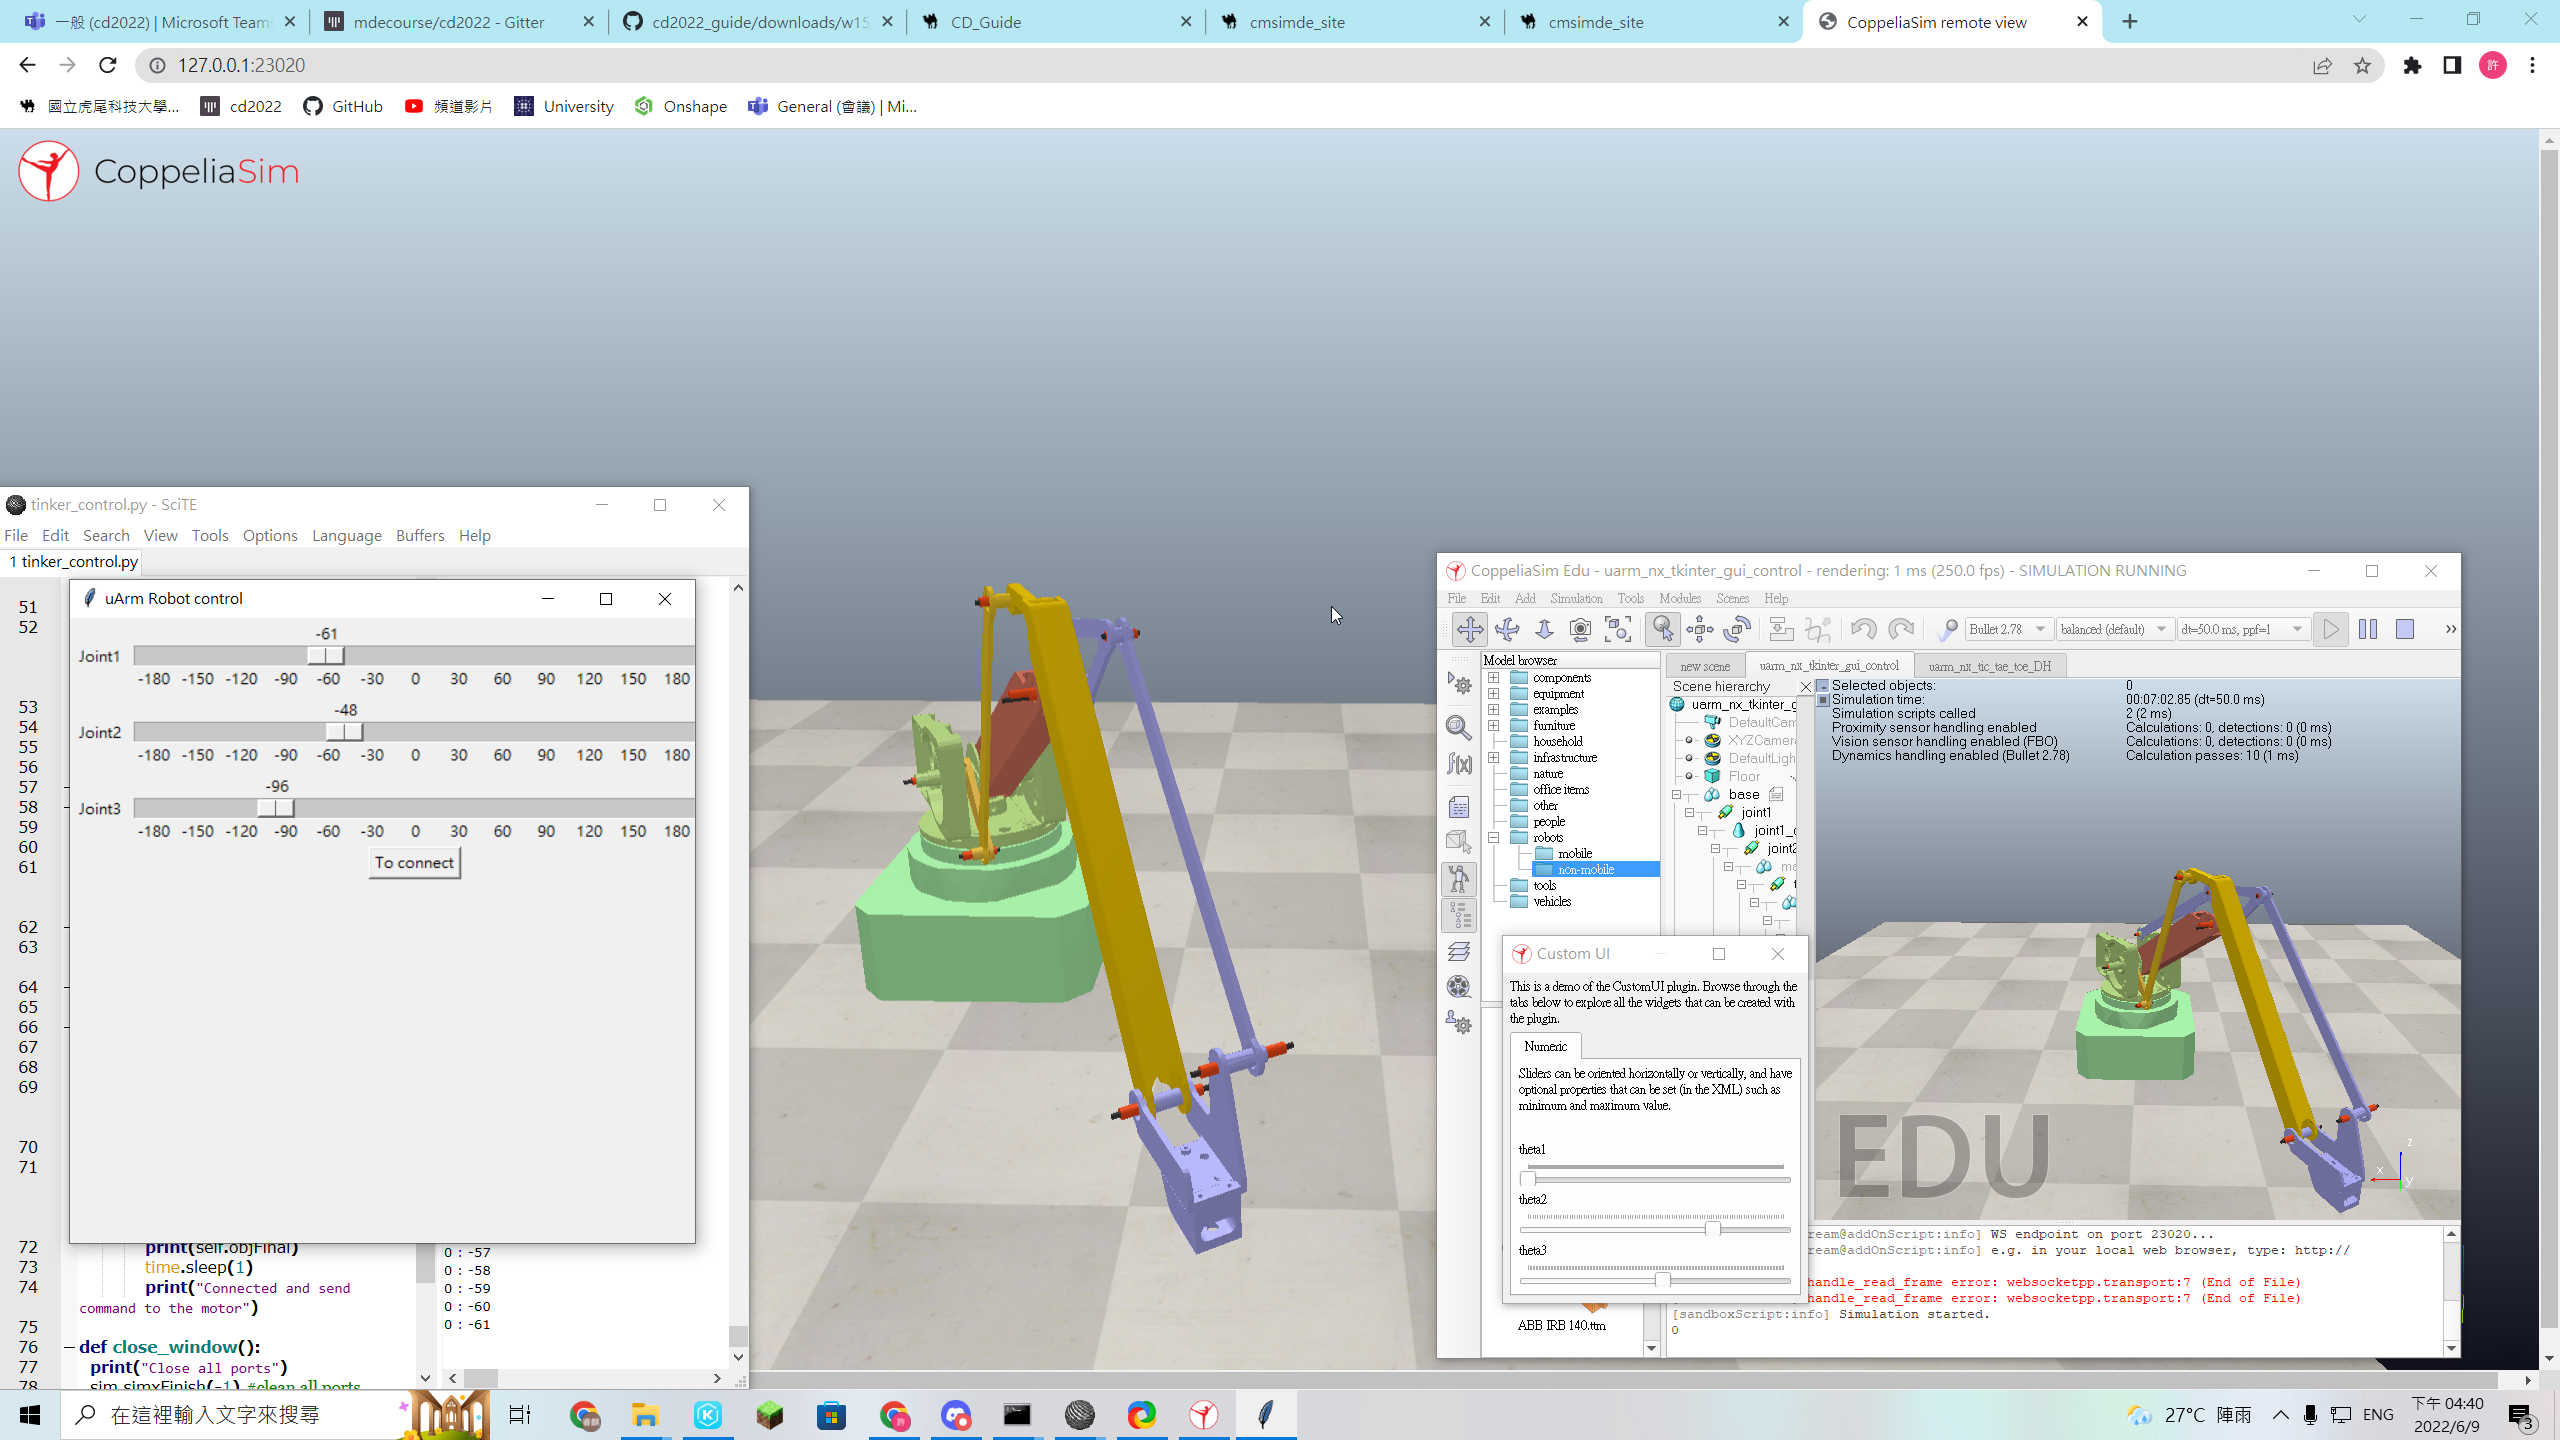 一般 (cd2022) | Microsoft Teams
mdecourse/cd2022 - Gitter
cd2022_guide/downloads/w15
CD_Guide
cmsimde_site
cmsimde_site
CoppeliaSim remote view
127.0.0.1:23020
許
國立虎尾科技大學...
cd2022
GitHub
頻道影片
University
Onshape
General (會議) | Mi...
CoppeliaSim
tinker_control.py - SciTE
File Edit Search View Tools Options Language Buffers Help
1 tinker_control.py
51
52
53
54
55
56
57
58
59
60
61
62
63
64
65
66
67
68
69
70
71
72
73
74
75
76
77
78
uArm Robot control
-61
Joint1
-180 -150 -120 -90 -60 -30 0 30 60 90 120 150 180
-48
Joint2
-180 -150 -120 -90 -60 -30 0 30 60 90 120 150 180
-96
Joint3
-180 -150 -120 -90 -60 -30 0 30 60 90 120 150 180
To connect
print(self.objFinal)
time.sleep(1)
print("Connected and send
command to the motor")
def close_window():
print("Close all ports")
sim.simxFinish(-1) #clean all ports
0 : -57
0 : -58
0 : -59
0 : -60
0 : -61
CoppeliaSim Edu - uarm_nx_tkinter_gui_control - rendering: 1 ms (250.0 fps) - SIMULATION RUNNING
File Edit Add Simulation Tools Modules Scenes Help
Bullet 2.78
balanced (default)
dt=50.0 ms, ppf=1
f(x)
Model browser
components
equipment
examples
furniture
household
infrastructure
nature
office items
other
people
robots
mobile
non-mobile
tools
vehicles
new scene
uarm_nx_tkinter_gui_control
uarm_nx_tic_tae_toe_DH
Scene hierarchy
uarm_nx_tkinter_g
DefaultCam
XYZCamera
DefaultLigh
Floor
base
joint1
joint1_
joint2
ma
Selected objects: 0
Simulation time: 00:07:02.85 (dt=50.0 ms)
Simulation scripts called 2 (2 ms)
Proximity sensor handling enabled Calculations: 0, detections: 0 (0 ms)
Vision sensor handling enabled (FBO) Calculations: 0, detections: 0 (0 ms)
Dynamics handling enabled (Bullet 2.78) Calculation passes: 10 (1 ms)
EDU
z
x
y
Custom UI
This is a demo of the CustomUI plugin. Browse through the
tabs below to explore all the widgets that can be created with
the plugin.
Numeric
Sliders can be oriented horizontally or vertically, and have
optional properties that can be set (in the XML) such as
minimum and maximum value.
theta1
theta2
theta3
ABB IRB 140.ttm
ream@addOnScript:info] WS endpoint on port 23020...
ream@addOnScript:info] e.g. in your local web browser, type: http://
handle_read_frame error: websocketpp.transport:7 (End of File)
handle_read_frame error: websocketpp.transport:7 (End of File)
[sandboxScript:info] Simulation started.
0
在這裡輸入文字來搜尋
27°C 陣雨
ENG
下午 04:40
2022/6/9
3